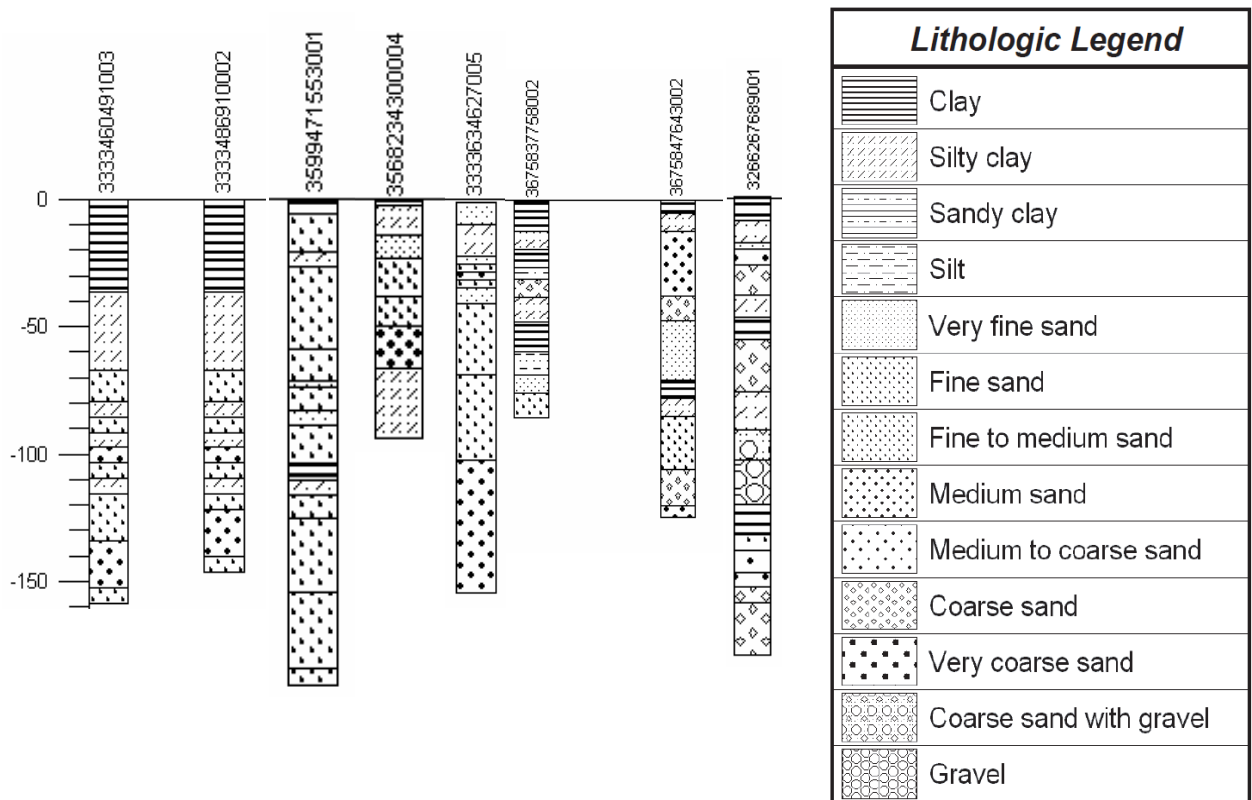 3333460491003
3333486910002
3599471553001
3568234300004
3333634627005
3675837758002
3675847643002
3266267689001
0
-50
-100
-150
Lithologic Legend
Clay
Silty clay
Sandy clay
Silt
Very fine sand
Fine sand
Fine to medium sand
Medium sand
Medium to coarse sand
Coarse sand
Very coarse sand
Coarse sand with gravel
Gravel